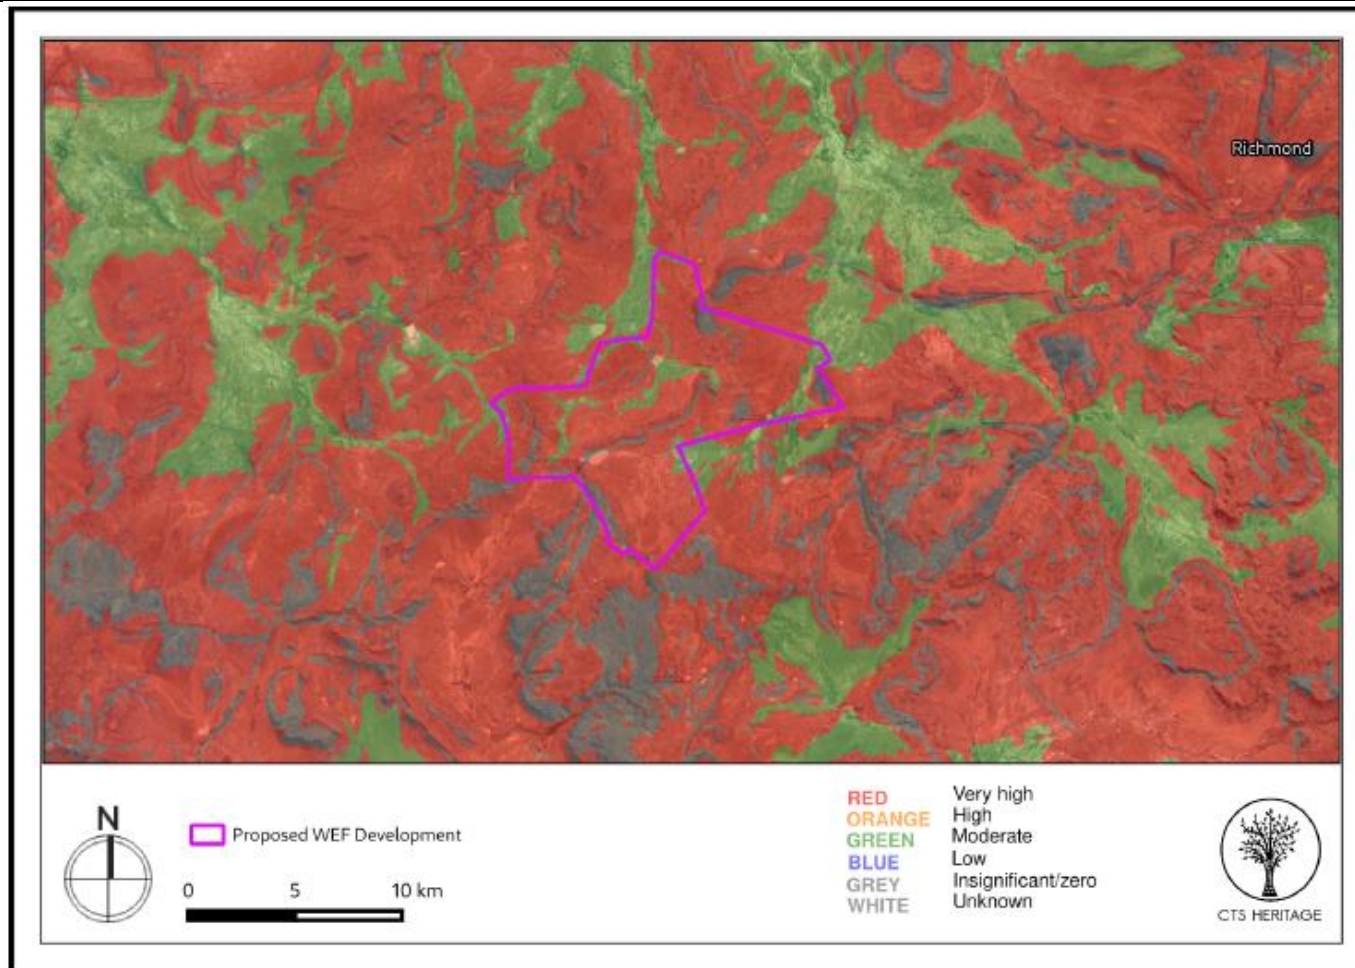 Richmond
N
Proposed WEF Development
0 5 10 km
RED Very high
ORANGE High
GREEN Moderate
BLUE Low
GREY Insignificant/zero
WHITE Unknown
CTS HERITAGE